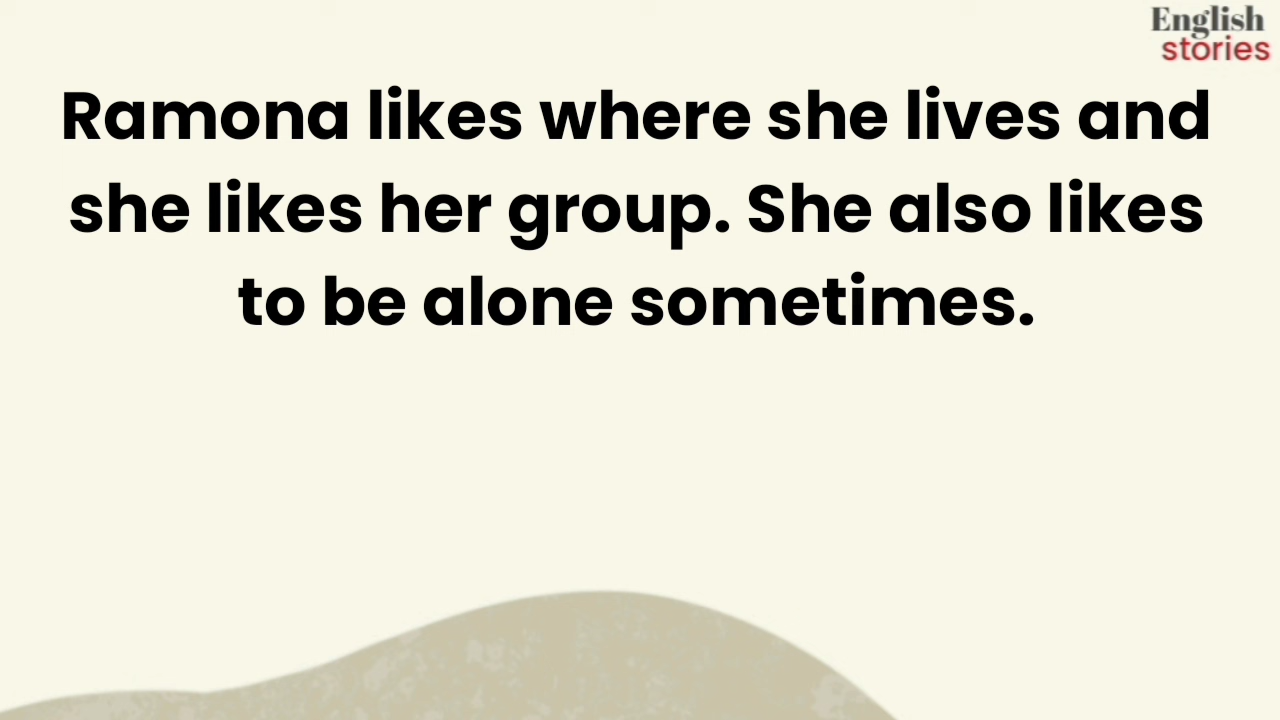 English
stories
Ramona likes where she lives and
she likes her group. She also likes
to be alone sometimes.